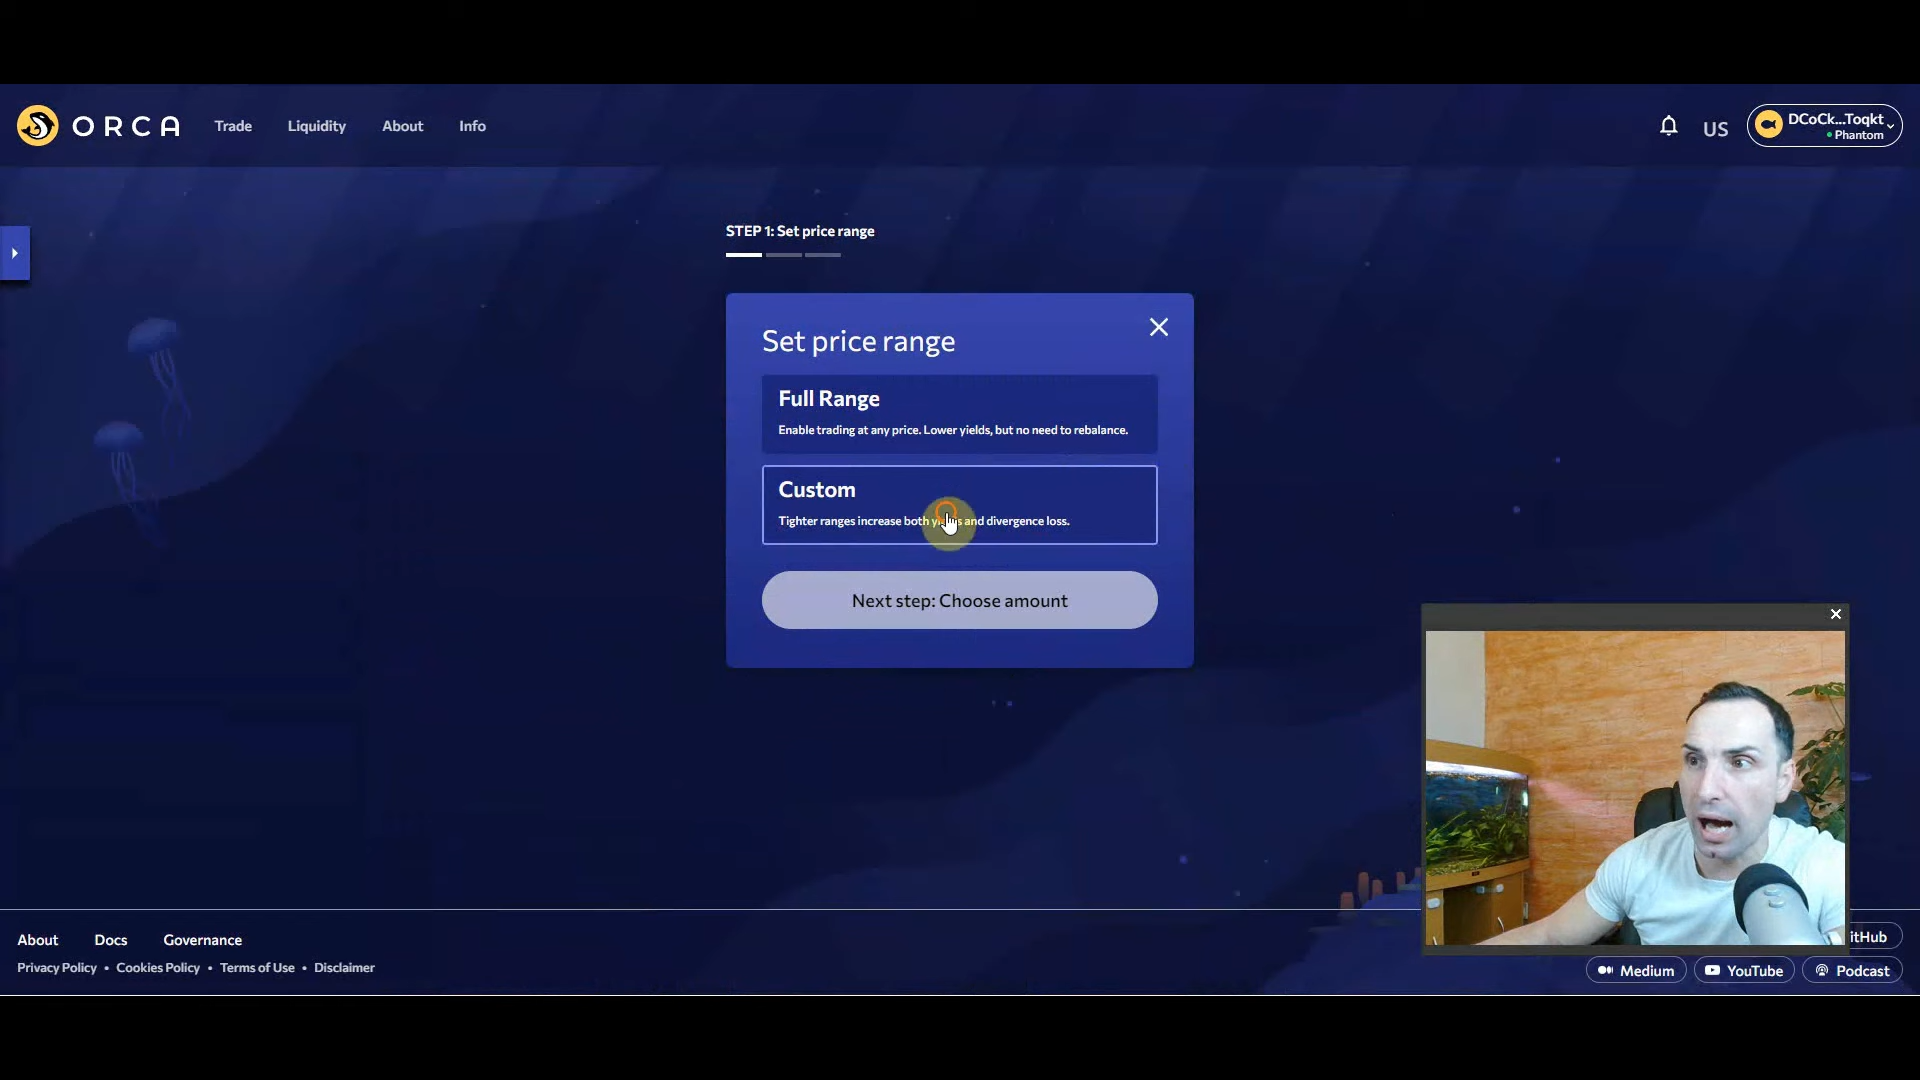 ORCA
Trade
Liquidity
About
Info
US
DCoCk...Toqkt
Phantom
STEP 1: Set price range
Set price range
Full Range
Enable trading at any price. Lower yields, but no need to rebalance.
Custom
Tighter ranges increase both yields and divergence loss.
Next step: Choose amount
About
Docs
Governance
itHub
Privacy Policy • Cookies Policy • Terms of Use • Disclaimer
Medium
YouTube
Podcast